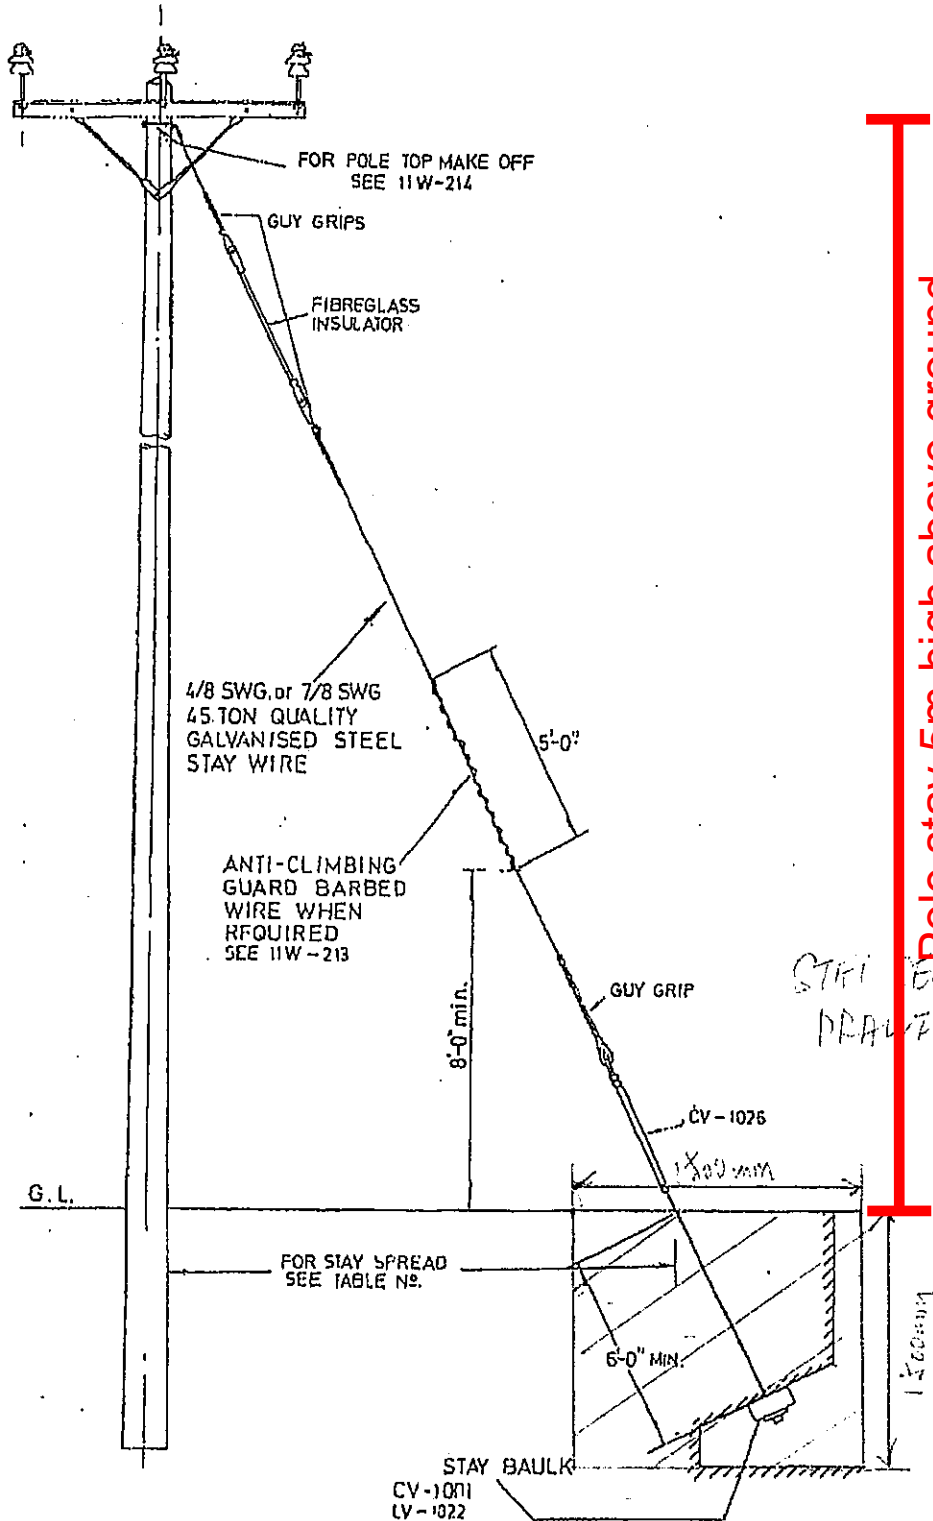 FOR POLE TOP MAKE OFF
SEE 11W-214
GUY GRIPS
FIBREGLASS
INSULATOR
4/8 SWG. or 7/8 SWG
45.TON QUALITY
GALVANISED STEEL
STAY WIRE
5'-0"
ANTI-CLIMBING
GUARD BARBED
WIRE WHEN
REQUIRED
SEE 11W-213
8'-0" min.
GUY GRIP
CV-1026
1800 mm
G.L.
FOR STAY SPREAD
SEE TABLE Nº.
6'-0" MIN.
1800mm
STAY BAULK
CV-1022
Pole stay 5m high above ground